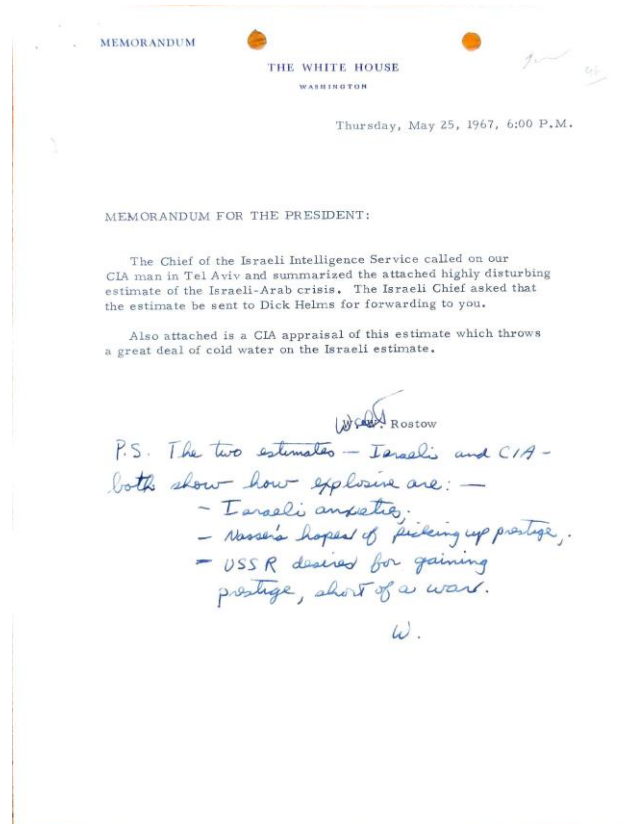 MEMORANDUM
THE WHITE HOUSE
WASHINGTON
Thursday, May 25, 1967, 6:00 P.M.
MEMORANDUM FOR THE PRESIDENT:
The Chief of the Israeli Intelligence Service called on our
CIA man in Tel Aviv and summarized the attached highly disturbing
estimate of the Israeli-Arab crisis. The Israeli Chief asked that
the estimate be sent to Dick Helms for forwarding to you.
Also attached is a CIA appraisal of this estimate which throws
a great deal of cold water on the Israeli estimate.
Rostow
P.S. The two estimates — Israeli and CIA -
both show how explosive are: —
- Israeli anxieties;
- Nasser's hopes of picking up prestige,.
- USSR desires for gaining
prestige, short of a war.
W.